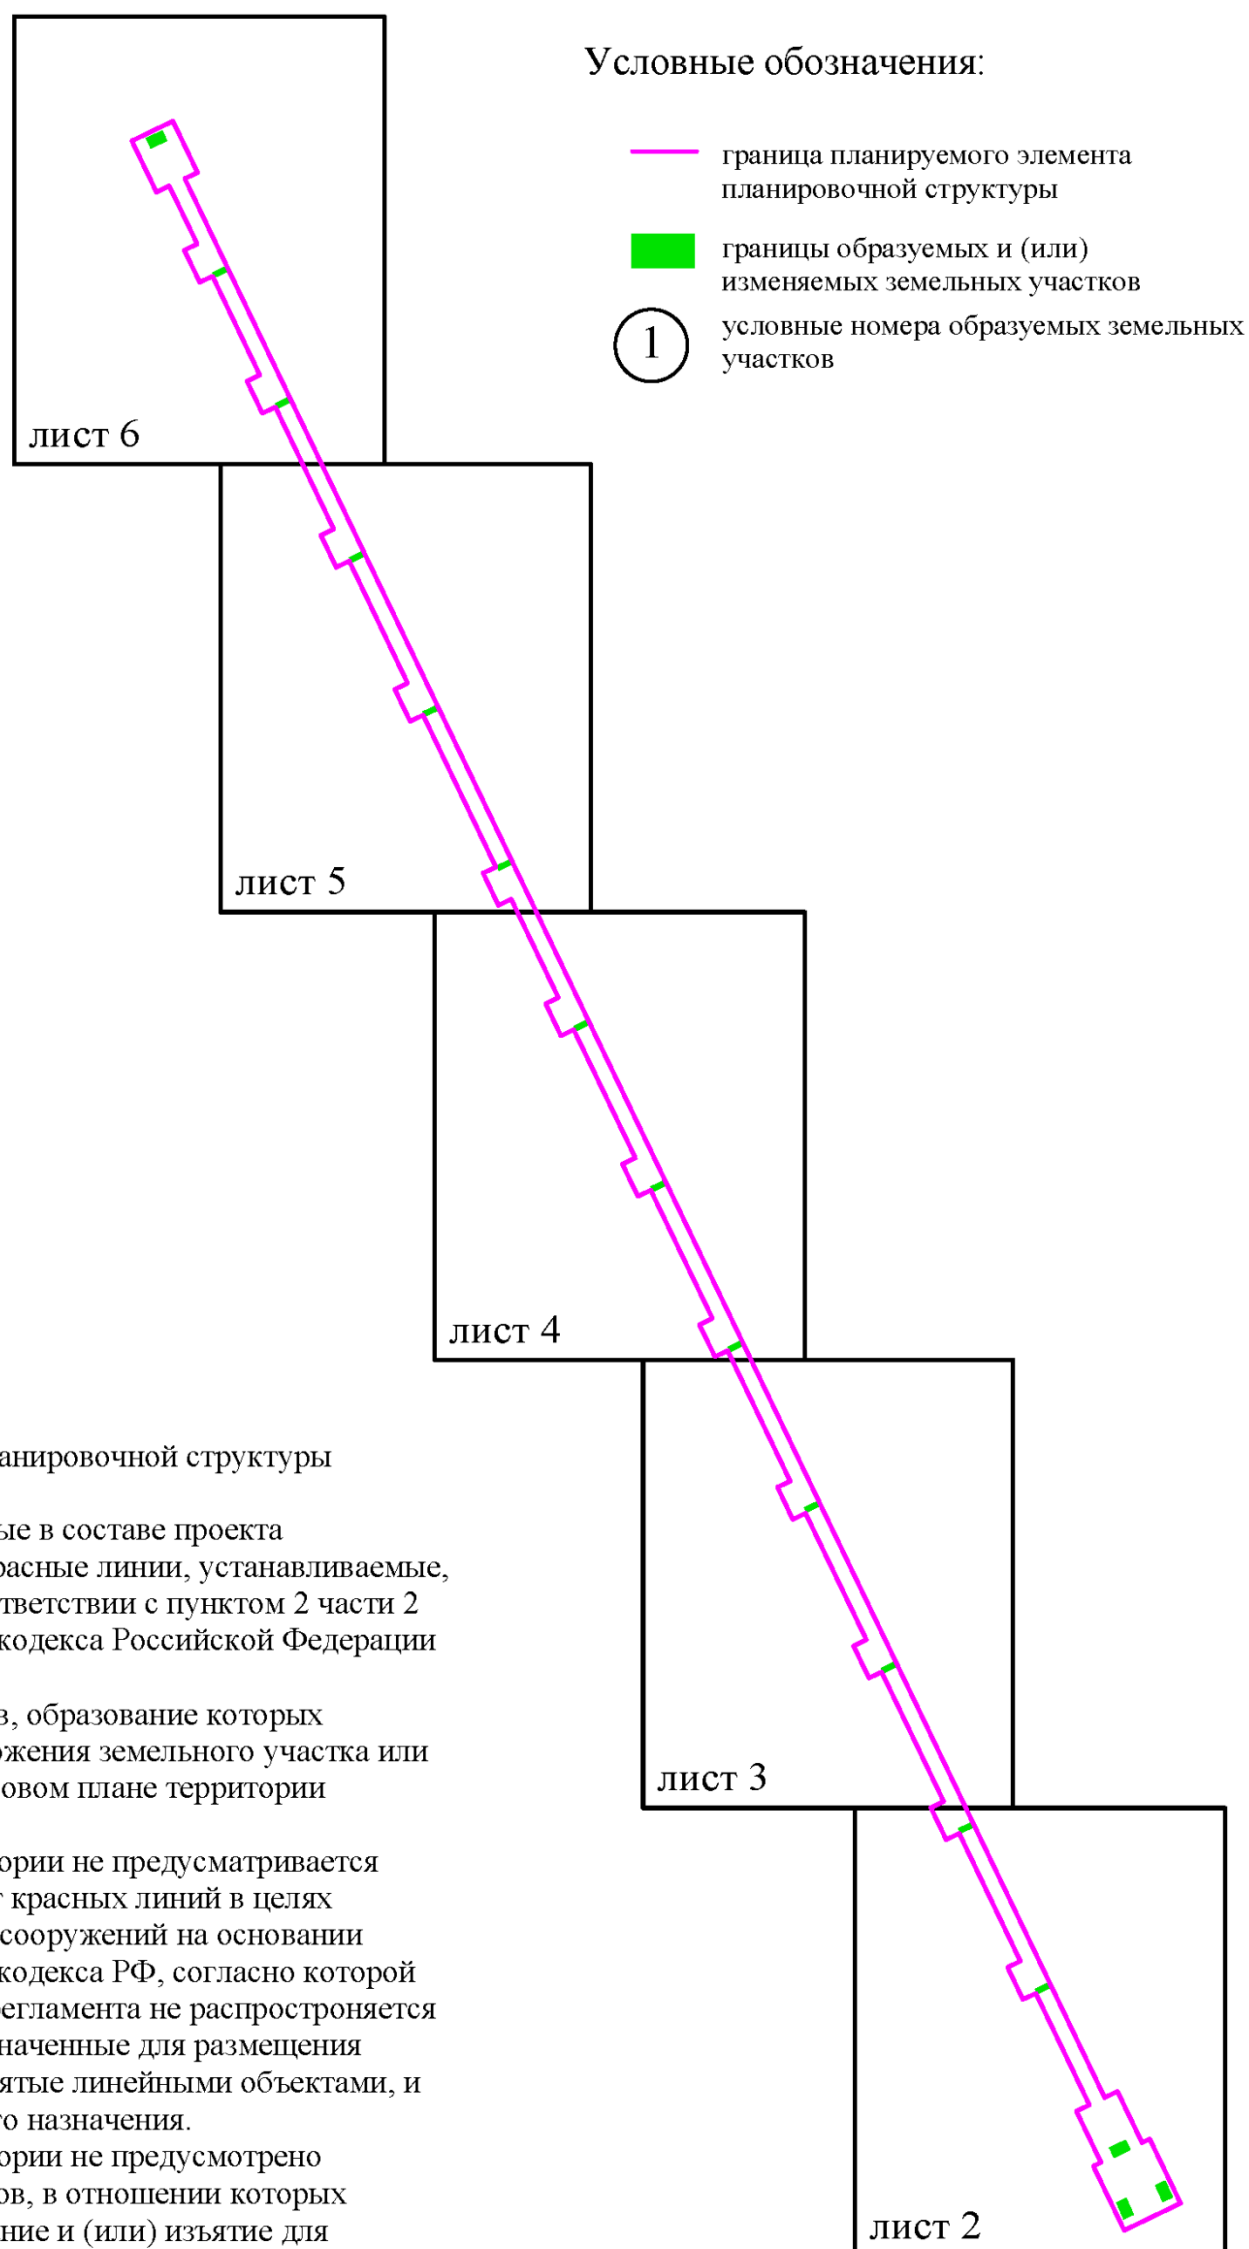 Условные обозначения:
граница планируемого элемента
планировочной структуры
границы образуемых и (или)
изменяемых земельных участков
1
условные номера образуемых земельных
участков
лист 6
лист 5
лист 4
лист 3
лист 2
анировочной структуры
ые в составе проекта
расные линии, устанавливаемые,
тветствии с пунктом 2 части 2
кодекса Российской Федерации
в, образование которых
ожения земельного участка или
ровом плане территории
ории не предусматривается
т красных линий в целях
сооружений на основании
кодекса РФ, согласно которой
регламента не распростроняется
наченные для размещения
ятые линейными объектами, и
го назначения.
ории не предусмотрено
ов, в отношении которых
ние и (или) изъятие для